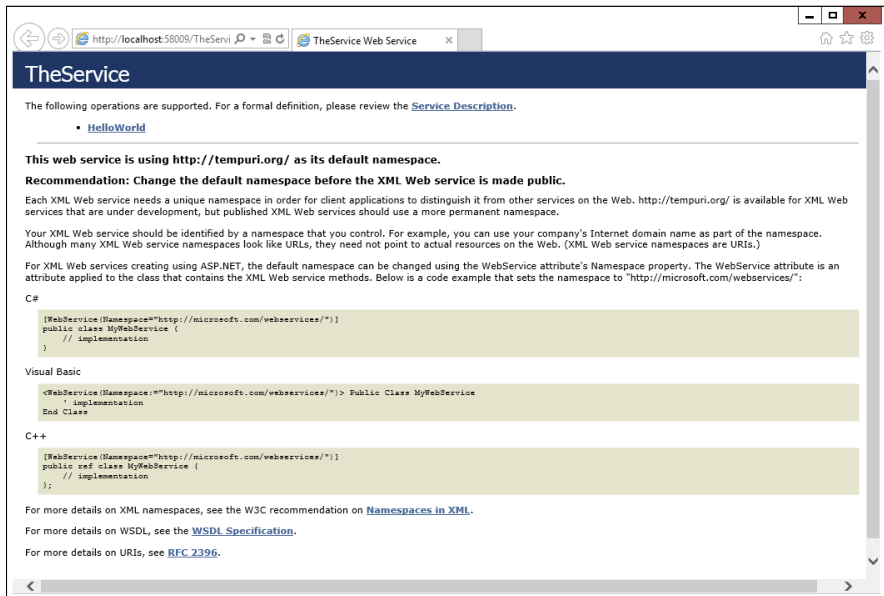 http://localhost:58009/TheServi
TheService Web Service
TheService
The following operations are supported. For a formal definition, please review the Service Description.
• HelloWorld
This web service is using http://tempuri.org/ as its default namespace.
Recommendation: Change the default namespace before the XML Web service is made public.
Each XML Web service needs a unique namespace in order for client applications to distinguish it from other services on the Web. http://tempuri.org/ is available for XML Web
services that are under development, but published XML Web services should use a more permanent namespace.
Your XML Web service should be identified by a namespace that you control. For example, you can use your company's Internet domain name as part of the namespace.
Although many XML Web service namespaces look like URLs, they need not point to actual resources on the Web. (XML Web service namespaces are URIs.)
For XML Web services creating using ASP.NET, the default namespace can be changed using the WebService attribute's Namespace property. The WebService attribute is an
attribute applied to the class that contains the XML Web service methods. Below is a code example that sets the namespace to "http://microsoft.com/webservices/":
C#
[WebService(Namespace="http://microsoft.com/webservices/")]
public class MyWebService {
// implementation
}
Visual Basic
<WebService(Namespace:="http://microsoft.com/webservices/")> Public Class MyWebService
' implementation
End Class
C++
[WebService(Namespace="http://microsoft.com/webservices/")]
public ref class MyWebService {
// implementation
};
For more details on XML namespaces, see the W3C recommendation on Namespaces in XML.
For more details on WSDL, see the WSDL Specification.
For more details on URIs, see RFC 2396.